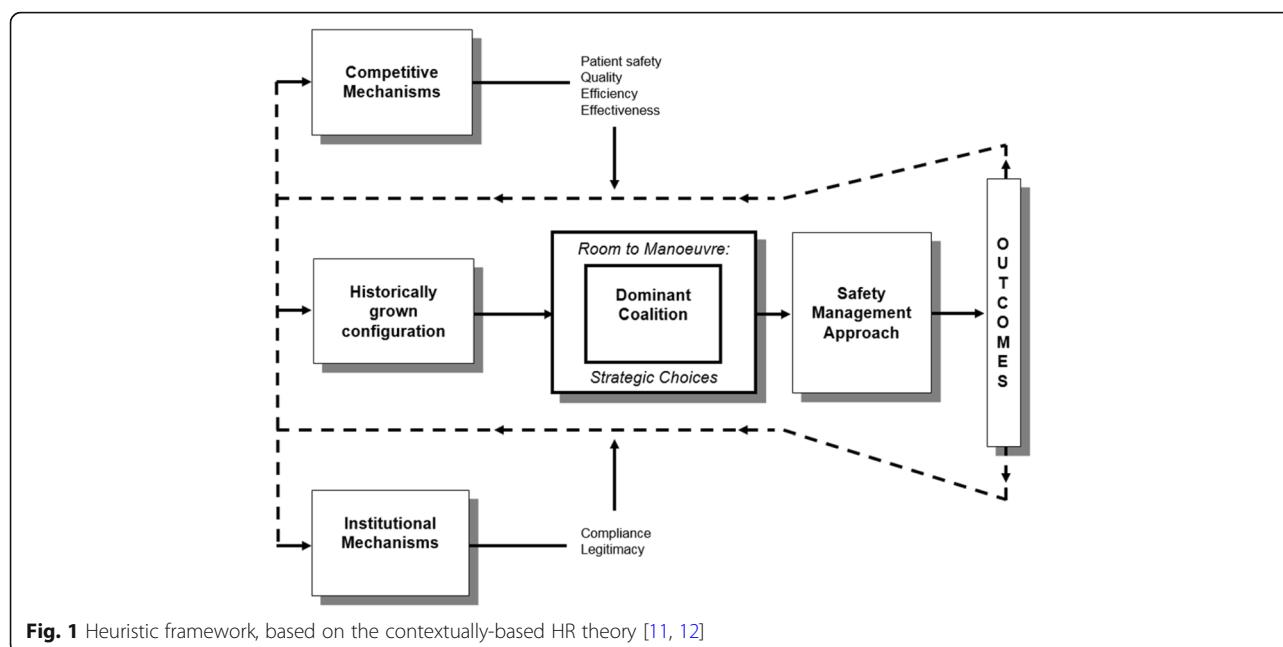 Competitive
Mechanisms
Patient safety
Quality
Efficiency
Effectiveness
Historically
grown
configuration
Room to Manoeuvre:
Dominant
Coalition
Strategic Choices
Safety
Management
Approach
OUTCOMES
Institutional
Mechanisms
Compliance
Legitimacy
Fig. 1 Heuristic framework, based on the contextually-based HR theory [11, 12]